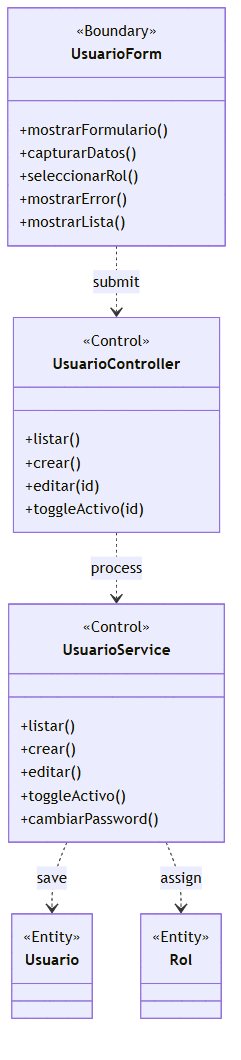 «Boundary»
UsuarioForm
+mostrarFormulario()
+capturarDatos()
+seleccionarRol()
+mostrarError()
+mostrarLista()
submit
«Control»
UsuarioController
+listar()
+crear()
+editar(id)
+toggleActivo(id)
process
«Control»
UsuarioService
+listar()
+crear()
+editar()
+toggleActivo()
+cambiarPassword()
save
assign
«Entity»
Usuario
«Entity»
Rol